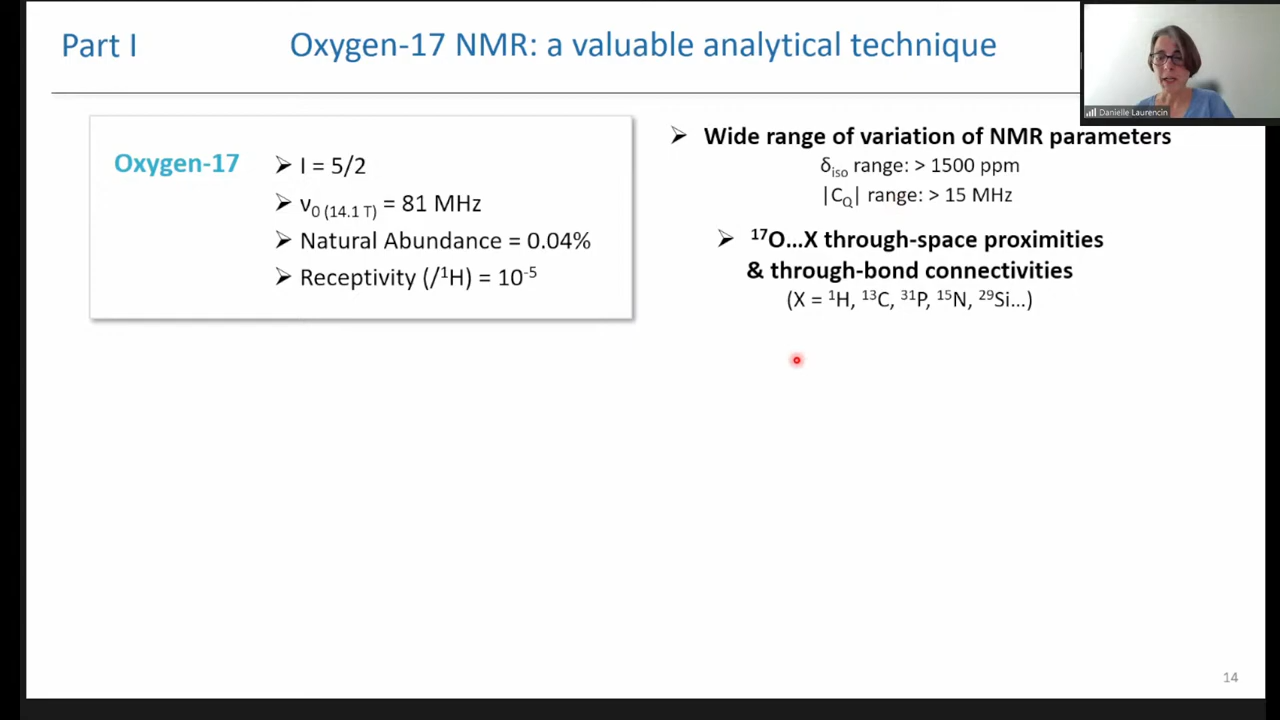 Part I
Oxygen-17 NMR: a valuable analytical technique
Danielle Laurencin
Oxygen-17
➢ I = 5/2
➢ ν₀ (14.1 T) = 81 MHz
➢ Natural Abundance = 0.04%
➢ Receptivity (/¹H) = 10⁻⁵
➢ Wide range of variation of NMR parameters
δiso range: > 1500 ppm
|CQ| range: > 15 MHz
➢ ¹⁷O...X through-space proximities
& through-bond connectivities
(X = ¹H, ¹³C, ³¹P, ¹⁵N, ²⁹Si...)
14